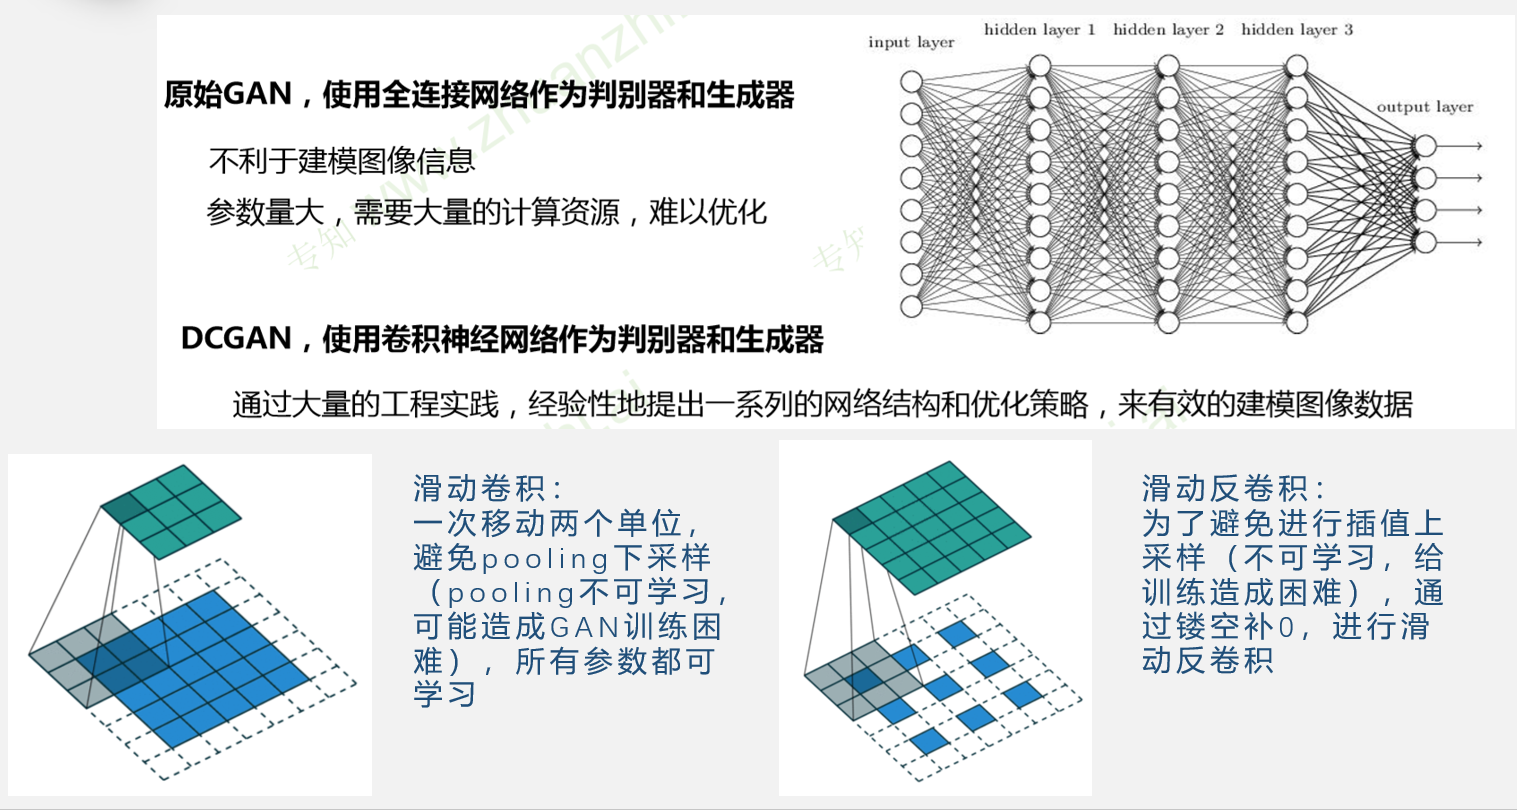 input layer
hidden layer 1
hidden layer 2
hidden layer 3
output layer
原始GAN，使用全连接网络作为判别器和生成器
不利于建模图像信息
参数量大，需要大量的计算资源，难以优化
专知
www.zhuanzhi
DCGAN，使用卷积神经网络作为判别器和生成器
通过大量的工程实践，经验性地提出一系列的网络结构和优化策略，来有效的建模图像数据
滑动卷积：
一次移动两个单位，
避免pooling下采样
（pooling不可学习，
可能造成GAN训练困
难），所有参数都可
学习
滑动反卷积：
为了避免进行插值上
采样（不可学习，给
训练造成困难），通
过镂空补0，进行滑
动反卷积